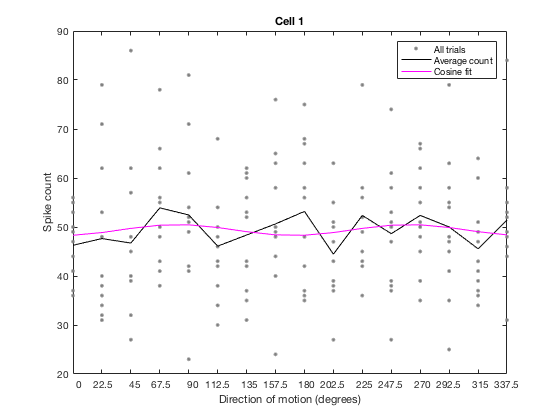 Cell 1
All trials
Average count
Cosine fit
90
80
70
60
50
40
30
20
Spike count
0 22.5 45 67.5 90 112.5 135 157.5 180 202.5 225 247.5 270 292.5 315 337.5
Direction of motion (degrees)